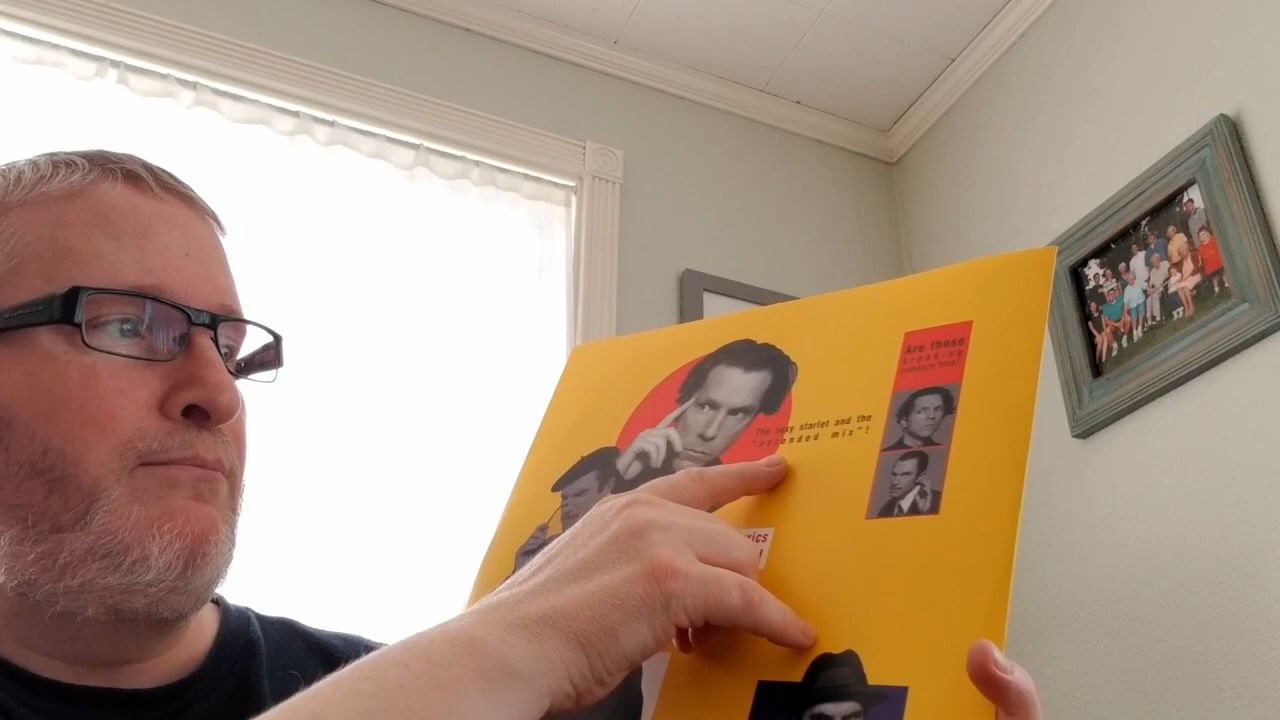 Are those
break-up
rumours true?
The sexy starlet and the
"extended mix"!
!